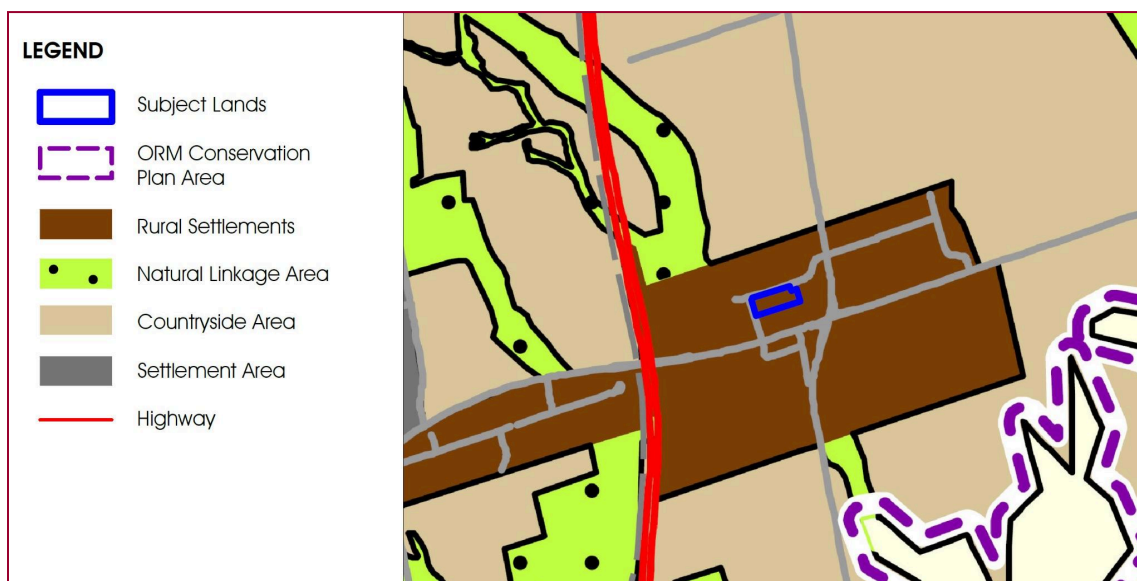 LEGEND
Subject Lands
ORM Conservation
Plan Area
Rural Settlements
Natural Linkage Area
Countryside Area
Settlement Area
Highway